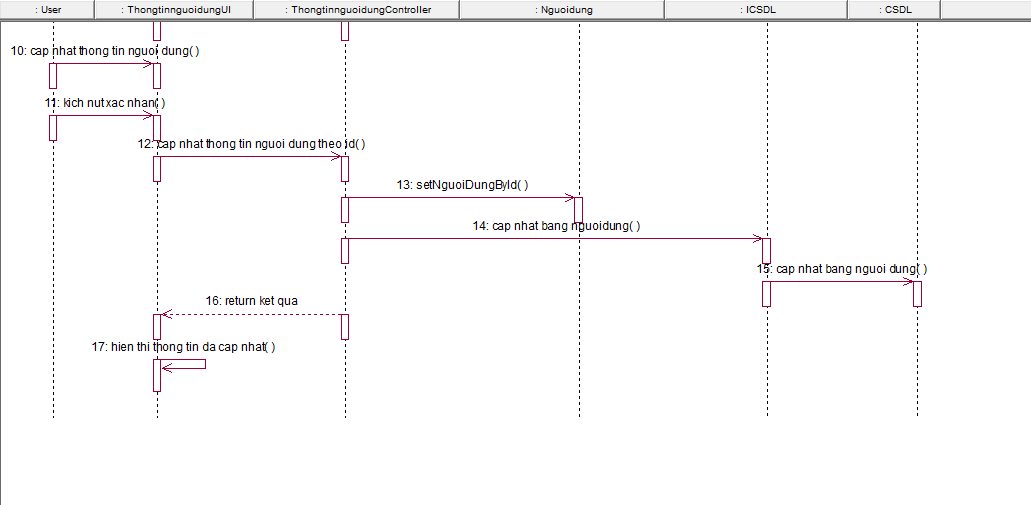 : User
: ThongtinnguoidungUI
: ThongtinnguoidungController
: Nguoidung
: ICSDL
: CSDL
10: cap nhat thong tin nguoi dung( )
11: kich nut xac nhan( )
12: cap nhat thong tin nguoi dung theo id( )
13: setNguoiDungById( )
14: cap nhat bang nguoidung( )
15: cap nhat bang nguoi dung( )
16: return ket qua
17: hien thi thong tin da cap nhat( )